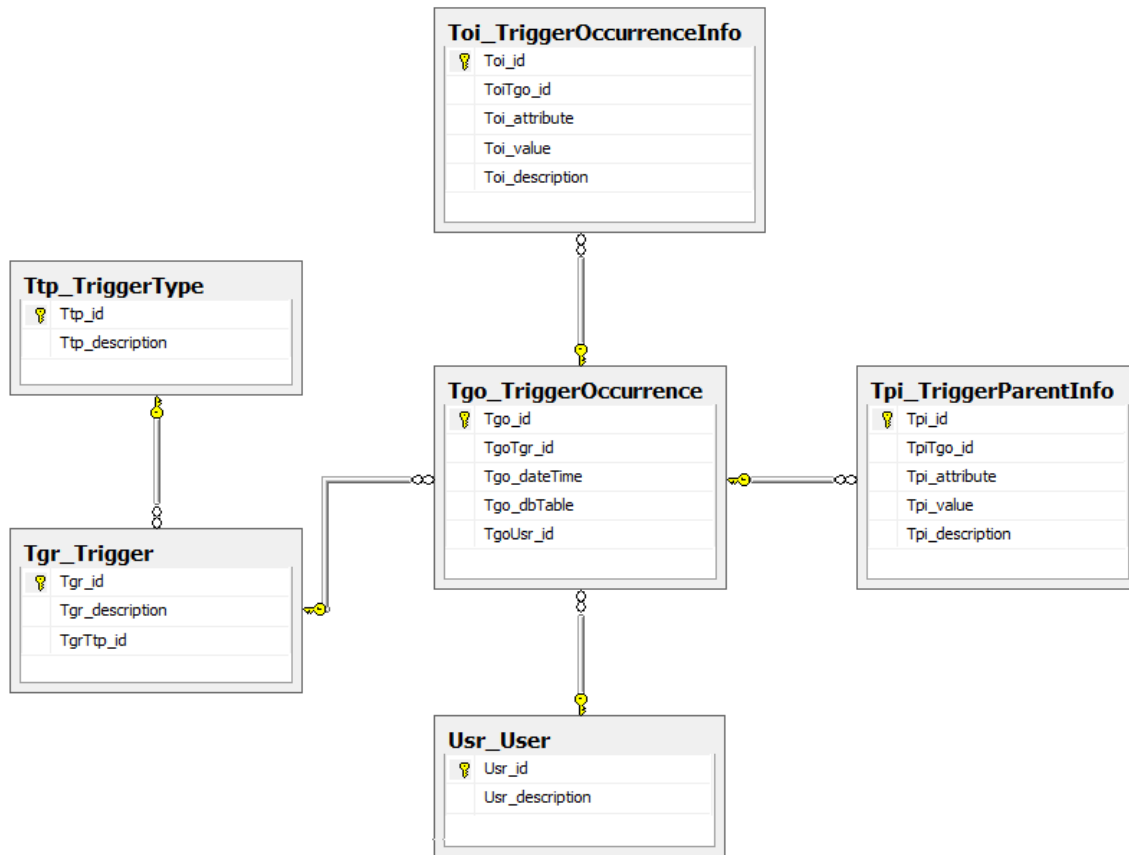 Toi_TriggerOccurrenceInfo
Toi_id
ToiTgo_id
Toi_attribute
Toi_value
Toi_description
Ttp_TriggerType
Ttp_id
Ttp_description
Tgo_TriggerOccurrence
Tgo_id
TgoTgr_id
Tgo_dateTime
Tgo_dbTable
TgoUsr_id
Tpi_TriggerParentInfo
Tpi_id
TpiTgo_id
Tpi_attribute
Tpi_value
Tpi_description
Tgr_Trigger
Tgr_id
Tgr_description
TgrTtp_id
Usr_User
Usr_id
Usr_description